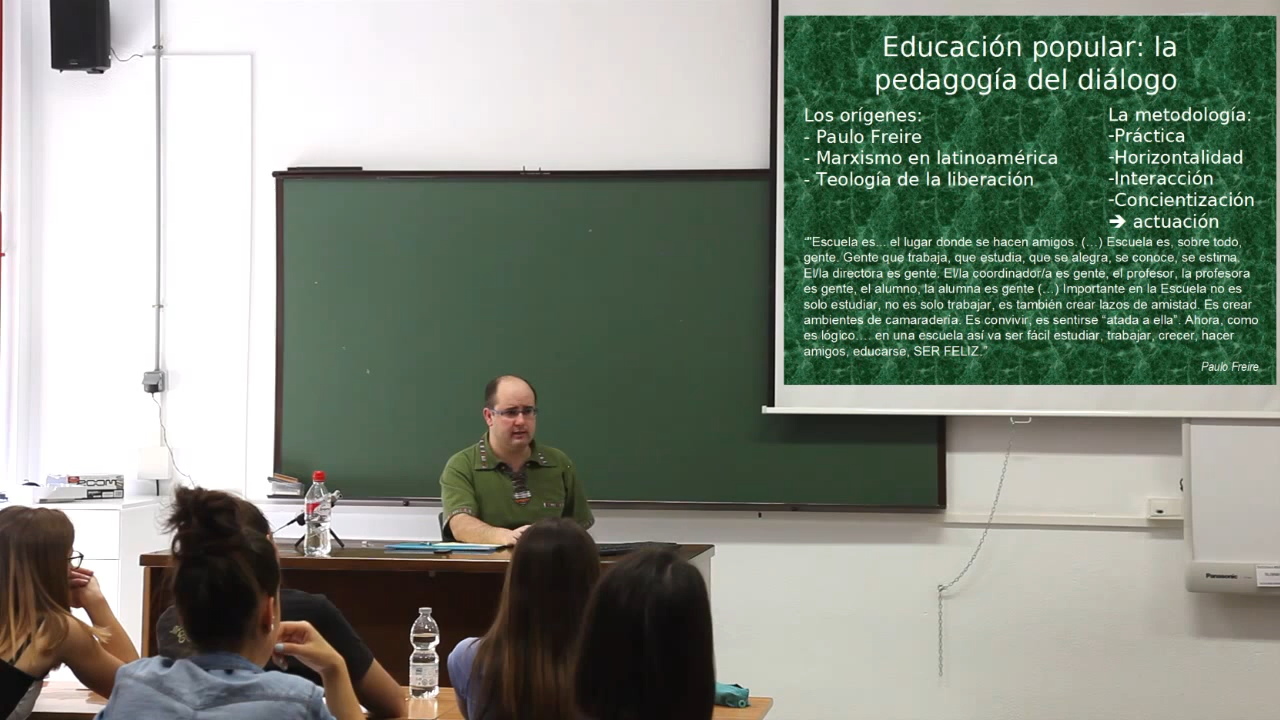 Educación popular: la
pedagogía del diálogo
Los orígenes:
- Paulo Freire
- Marxismo en latinoamérica
- Teología de la liberación
La metodología:
-Práctica
-Horizontalidad
-Interacción
-Concientización
➔ actuación
“"Escuela es....el lugar donde se hacen amigos. (...) Escuela es, sobre todo,
gente. Gente que trabaja, que estudia, que se alegra, se conoce, se estima.
El/la directora es gente. El/la coordinador/a es gente, el profesor, la profesora
es gente, el alumno, la alumna es gente (...) Importante en la Escuela no es
solo estudiar, no es solo trabajar, es también crear lazos de amistad. Es crear
ambientes de camaradería. Es convivir, es sentirse “atada a ella”. Ahora, como
es lógico.... en una escuela así va ser fácil estudiar, trabajar, crecer, hacer
amigos, educarse, SER FELIZ.”
Paulo Freire.
zoom
Panasonic